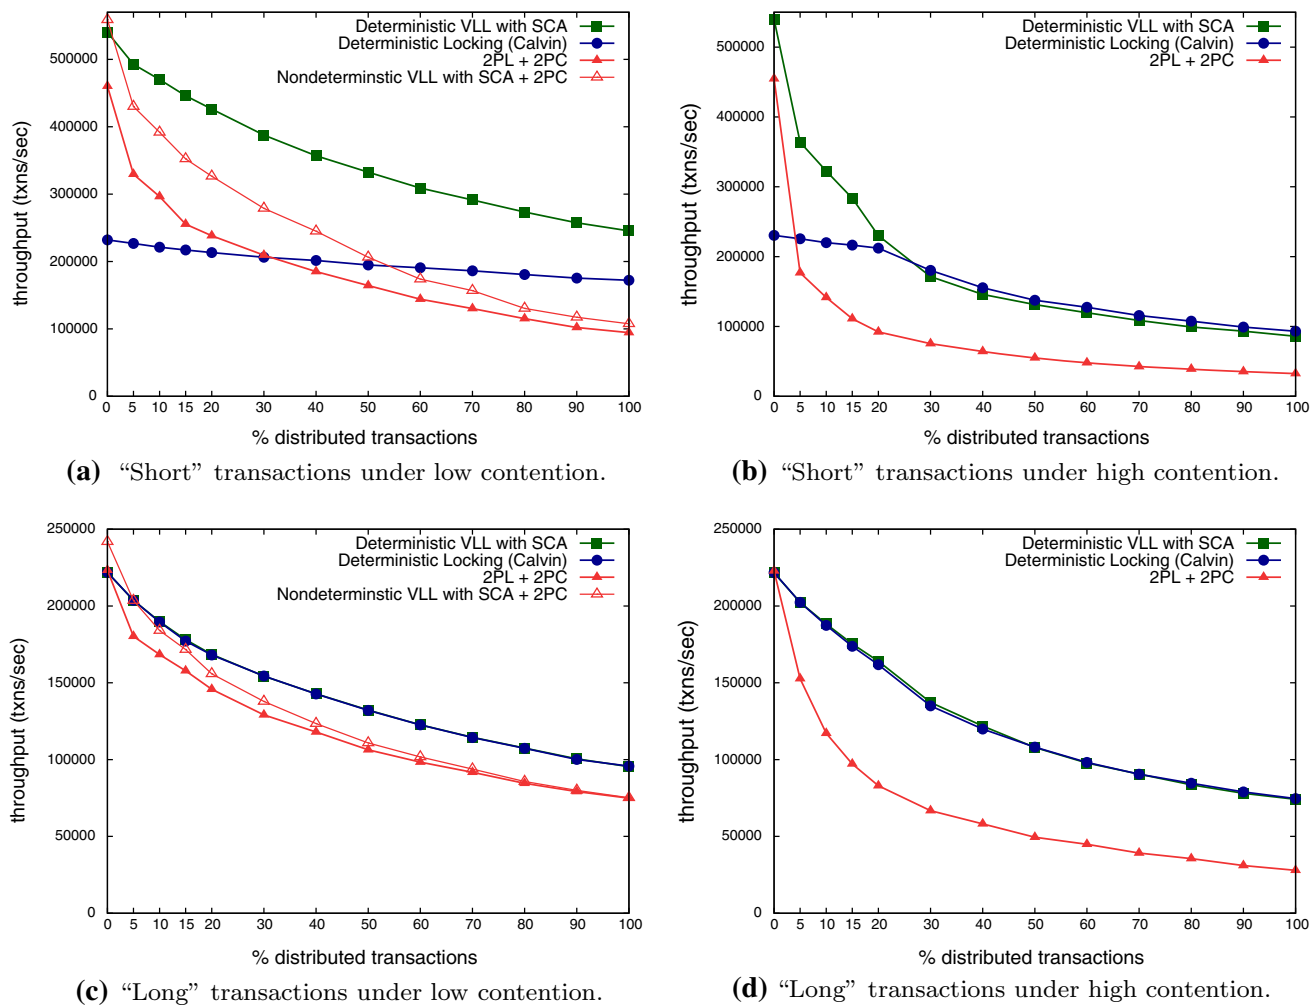 Deterministic VLL with SCA
Deterministic Locking (Calvin)
2PL + 2PC
Nondeterminstic VLL with SCA + 2PC
throughput (txns/sec)
500000
400000
300000
200000
100000
0
0 5 10 15 20 30 40 50 60 70 80 90 100
% distributed transactions
(a) “Short” transactions under low contention.
Deterministic VLL with SCA
Deterministic Locking (Calvin)
2PL + 2PC
throughput (txns/sec)
500000
400000
300000
200000
100000
0
0 5 10 15 20 30 40 50 60 70 80 90 100
% distributed transactions
(b) “Short” transactions under high contention.
250000
Deterministic VLL with SCA
Deterministic Locking (Calvin)
2PL + 2PC
Nondeterminstic VLL with SCA + 2PC
throughput (txns/sec)
200000
150000
100000
50000
0
0 5 10 15 20 30 40 50 60 70 80 90 100
% distributed transactions
(c) “Long” transactions under low contention.
250000
Deterministic VLL with SCA
Deterministic Locking (Calvin)
2PL + 2PC
throughput (txns/sec)
200000
150000
100000
50000
0
0 5 10 15 20 30 40 50 60 70 80 90 100
% distributed transactions
(d) “Long” transactions under high contention.